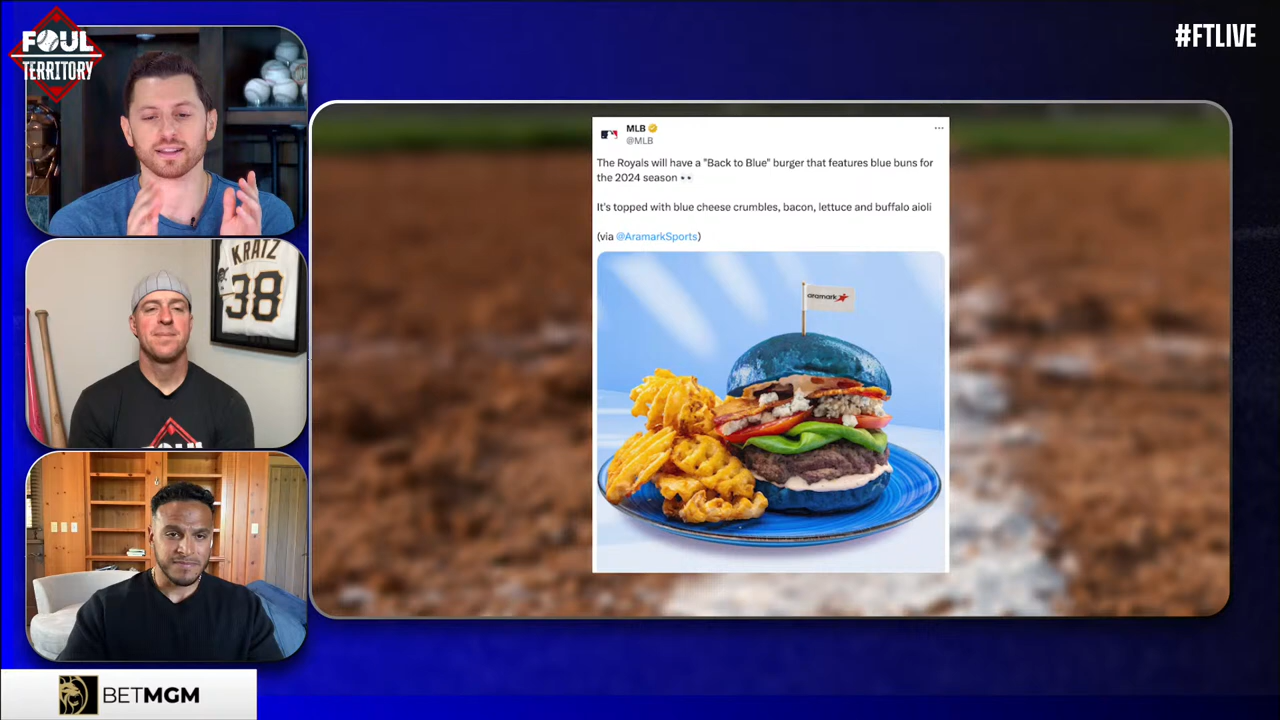 FOUL
TERRITORY
#FTLIVE
MLB
@MLB
The Royals will have a "Back to Blue" burger that features blue buns for
the 2024 season 👀
It's topped with blue cheese crumbles, bacon, lettuce and buffalo aioli
(via @AramarkSports)
aramark
KRATZ
38
FOUL
BETMGM